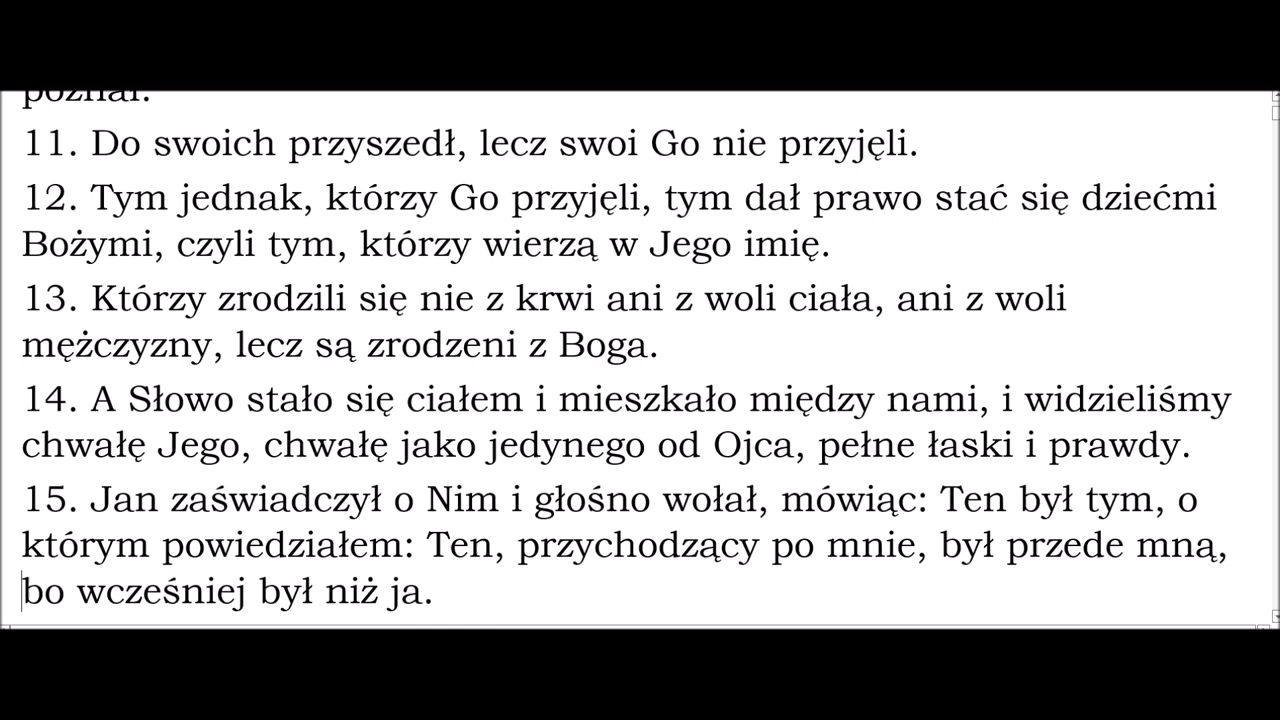 poznał.
11. Do swoich przyszedł, lecz swoi Go nie przyjęli.
12. Tym jednak, którzy Go przyjęli, tym dał prawo stać się dziećmi
Bożymi, czyli tym, którzy wierzą w Jego imię.
13. Którzy zrodzili się nie z krwi ani z woli ciała, ani z woli
mężczyzny, lecz są zrodzeni z Boga.
14. A Słowo stało się ciałem i mieszkało między nami, i widzieliśmy
chwałę Jego, chwałę jako jedynego od Ojca, pełne łaski i prawdy.
15. Jan zaświadczył o Nim i głośno wołał, mówiąc: Ten był tym, o
którym powiedziałem: Ten, przychodzący po mnie, był przede mną,
bo wcześniej był niż ja.